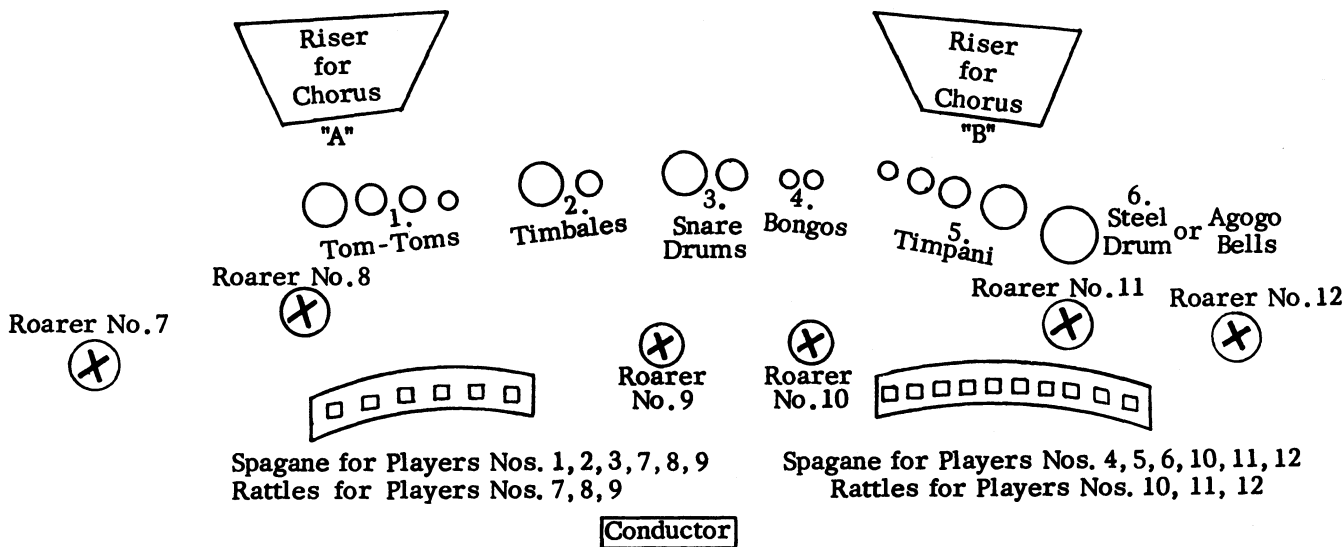 Riser
for
Chorus
"A"
Riser
for
Chorus
"B"
1.
Tom-Toms
2.
Timbales
3.
Snare
Drums
4.
Bongos
5.
Timpani
6.
Steel
Drum
or
Agogo
Bells
Roarer No.7
Roarer No.8
Roarer
No.9
Roarer
No.10
Roarer No.11
Roarer No.12
Spagane for Players Nos. 1, 2, 3, 7, 8, 9
Rattles for Players Nos. 7, 8, 9
Spagane for Players Nos. 4, 5, 6, 10, 11, 12
Rattles for Players Nos. 10, 11, 12
Conductor